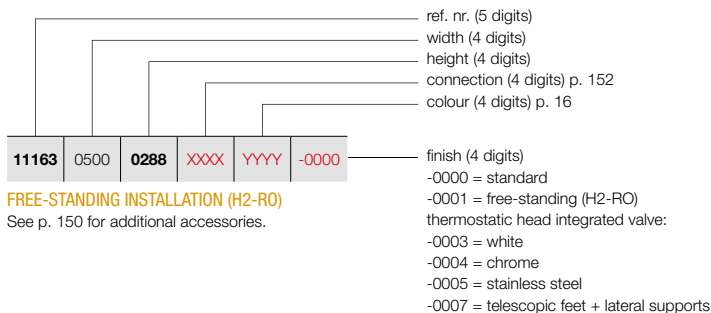 ref. nr. (5 digits)
width (4 digits)
height (4 digits)
connection (4 digits) p. 152
colour (4 digits) p. 16
11163 0500 0288 XXXX YYYY -0000
finish (4 digits)
-0000 = standard
-0001 = free-standing (H2-RO)
thermostatic head integrated valve:
-0003 = white
-0004 = chrome
-0005 = stainless steel
-0007 = telescopic feet + lateral supports
FREE-STANDING INSTALLATION (H2-RO)
See p. 150 for additional accessories.